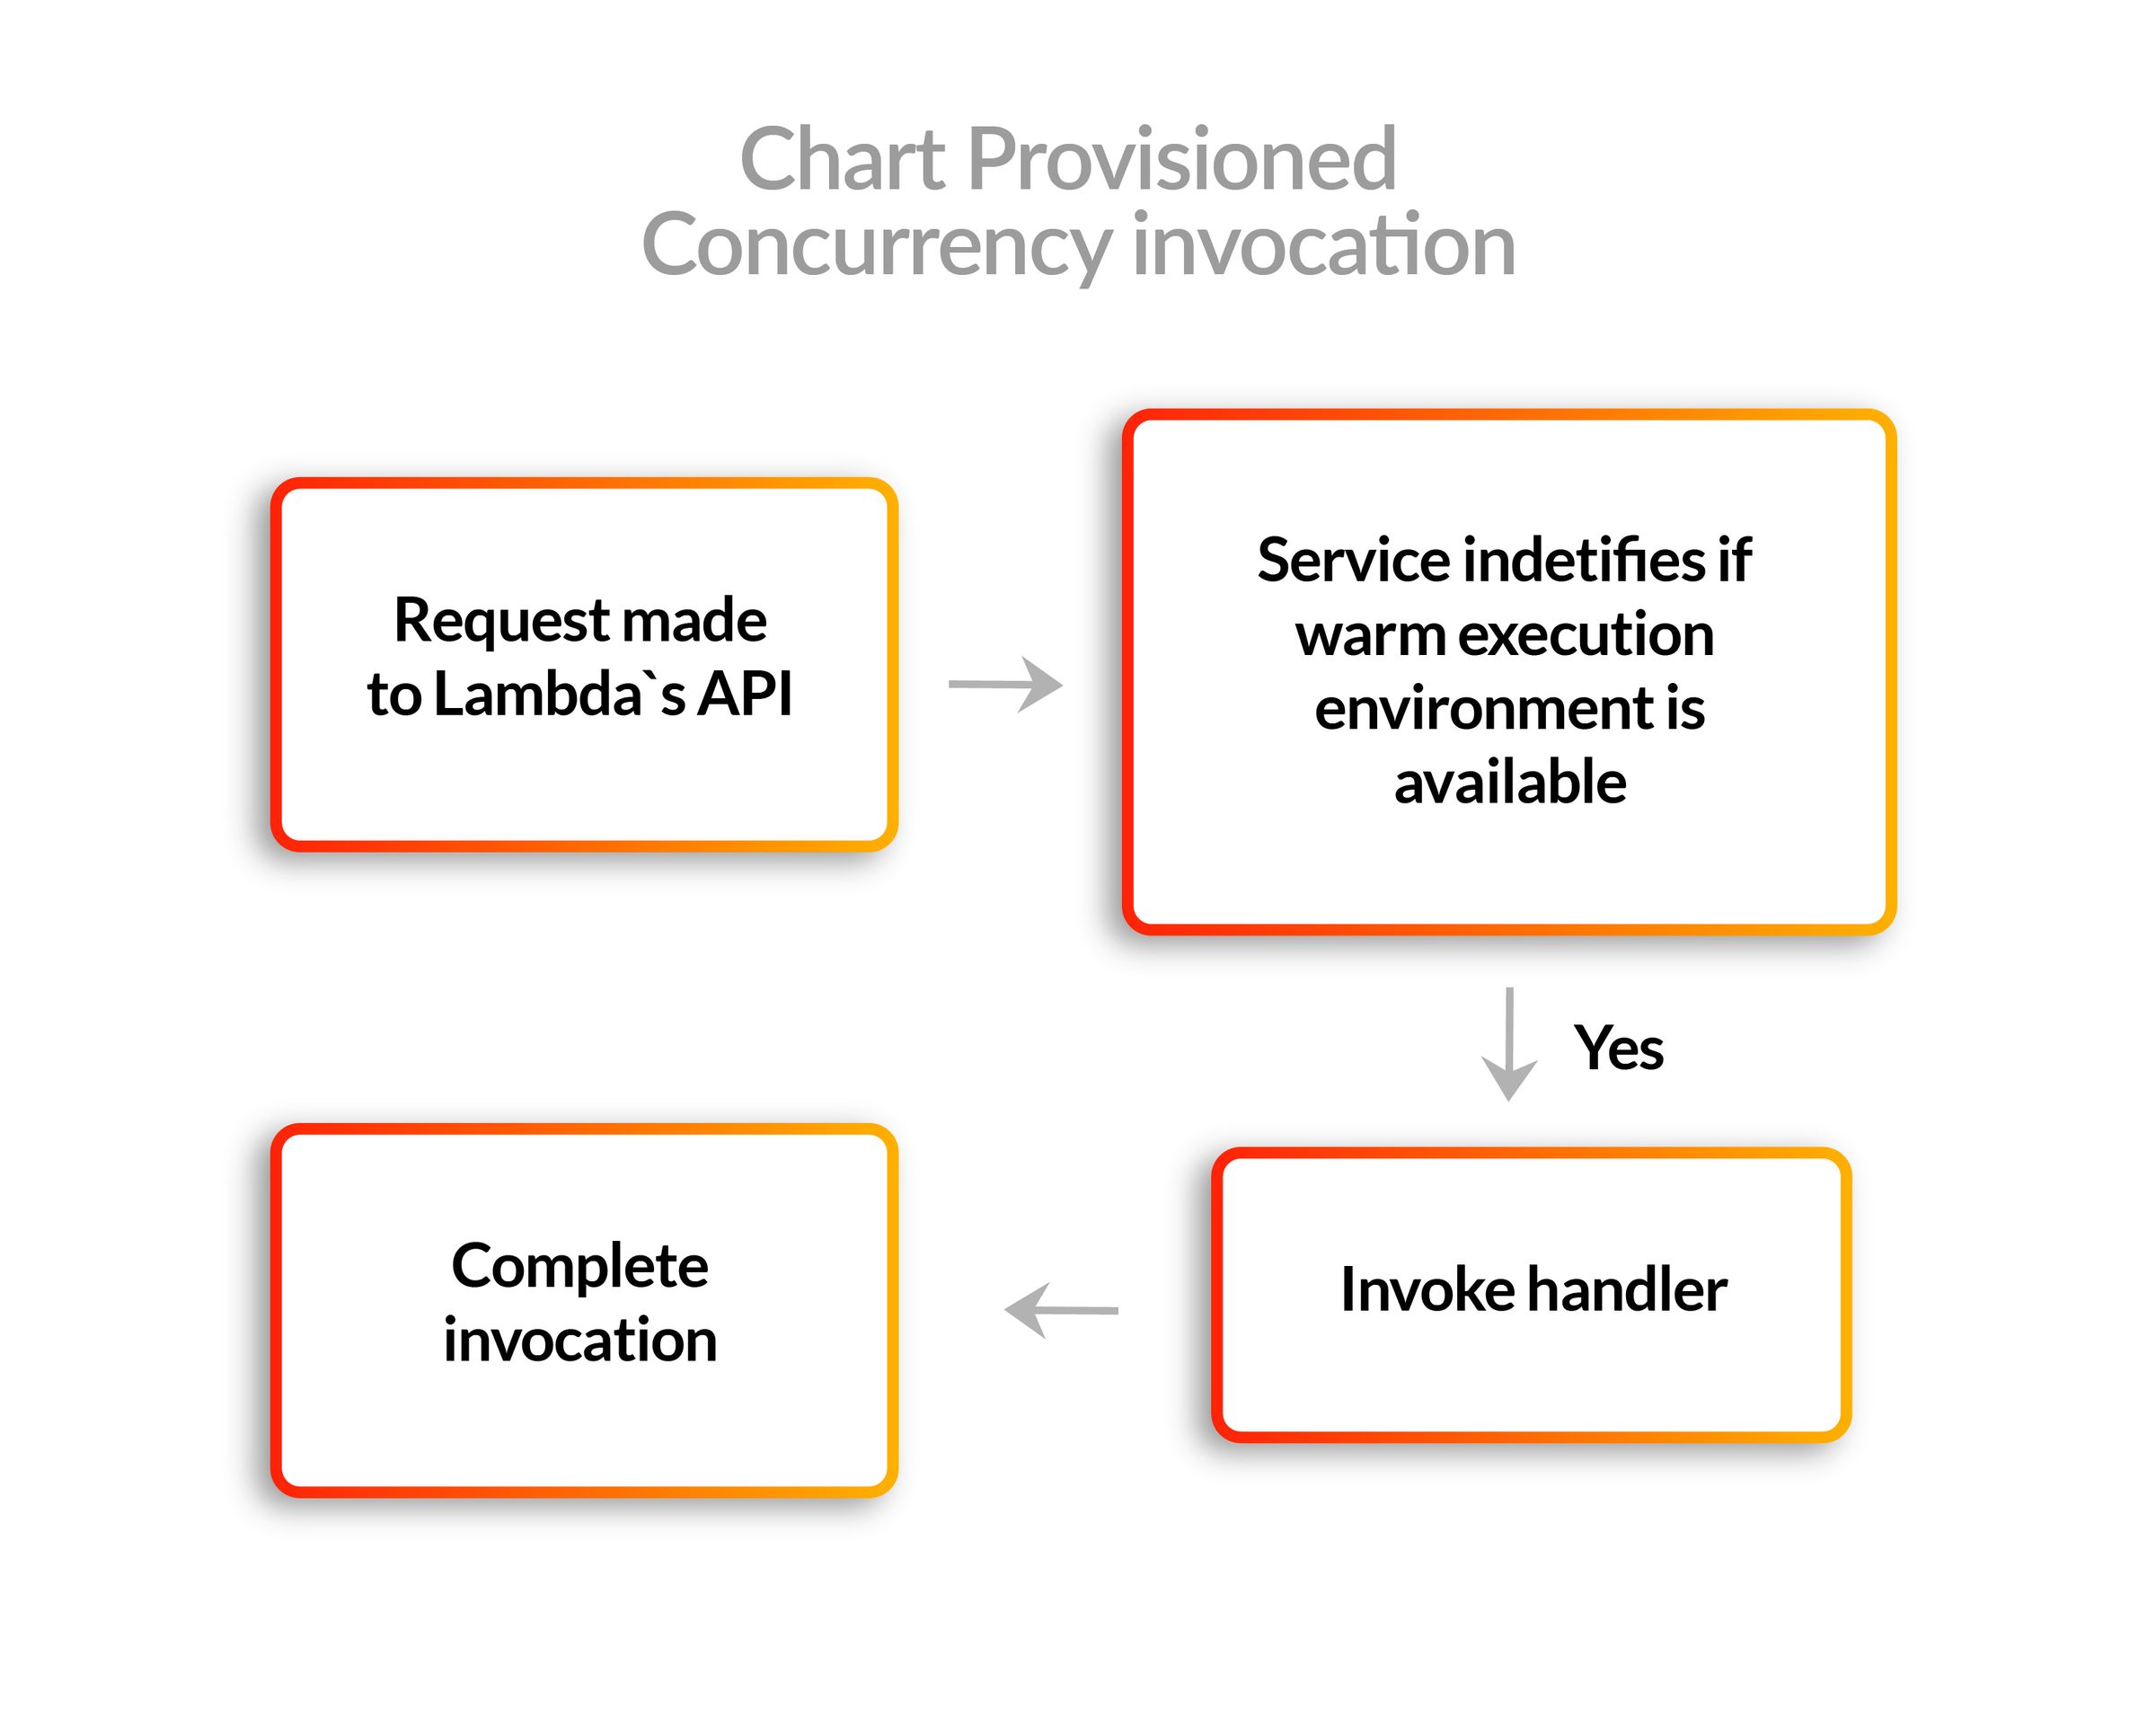 Chart Provisioned
Concurrency invocation
Request made
to Lambda`s API
Service indetifies if
warm execution
environment is
available
Yes
Invoke handler
Complete
invocation